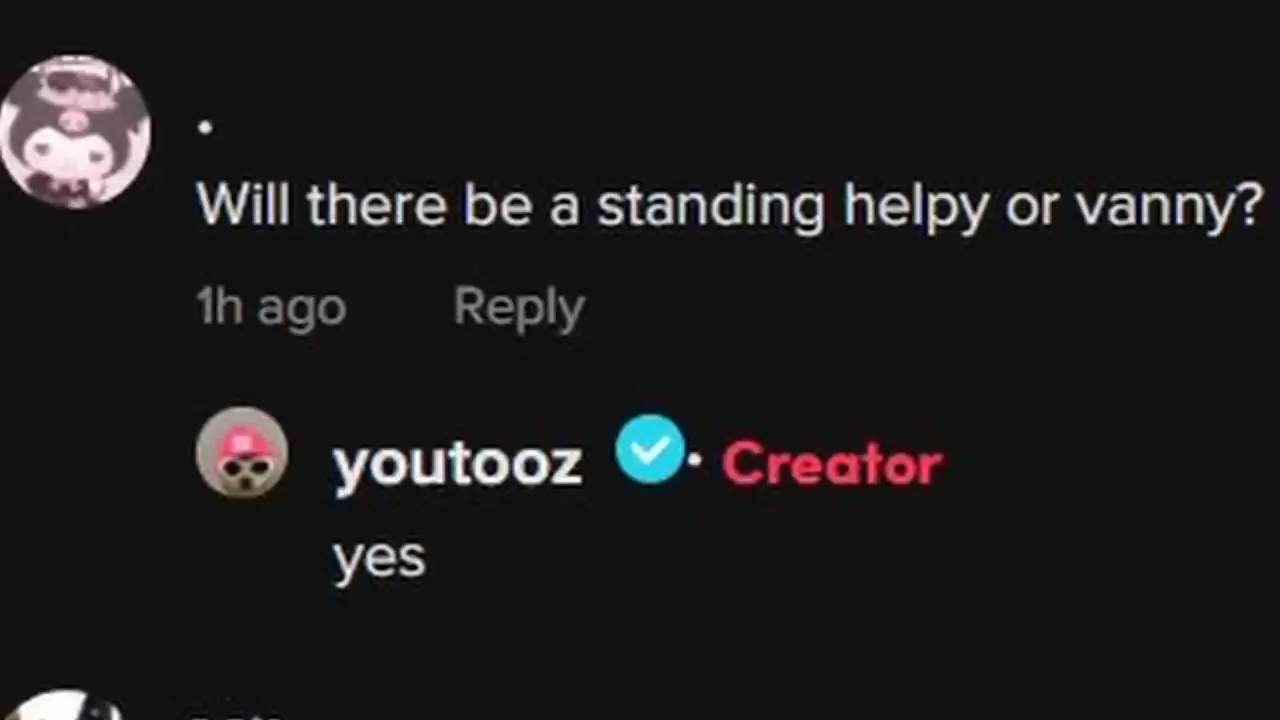 .
Will there be a standing helpy or vanny?
1h ago Reply
youtooz · Creator
yes